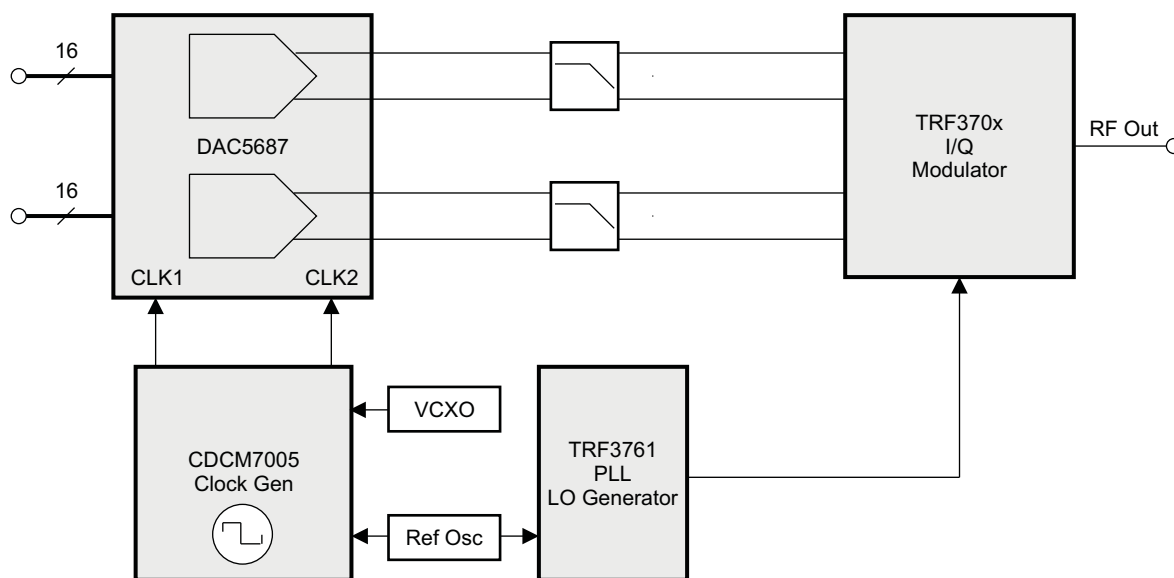 16
DAC5687
16
CLK1
CLK2
TRF370x
I/Q
Modulator
RF Out
CDCM7005
Clock Gen
VCXO
Ref Osc
TRF3761
PLL
LO Generator